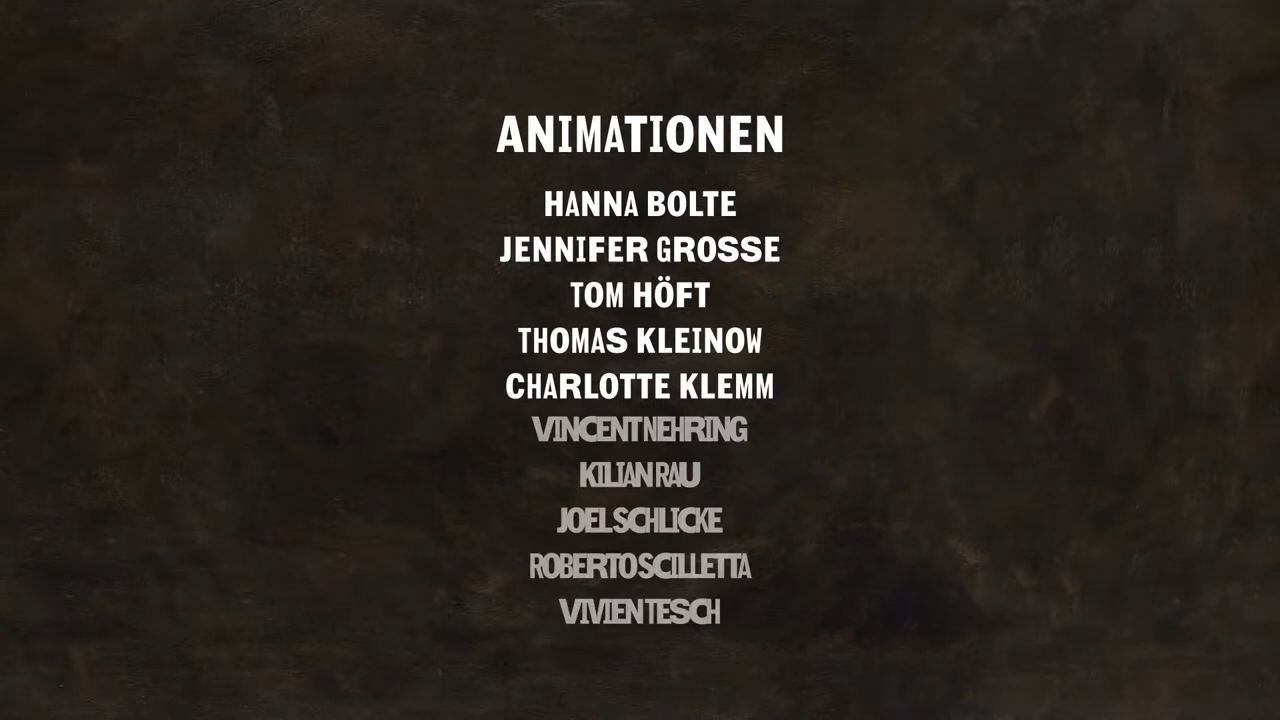 ANIMATIONEN
HANNA BOLTE
JENNIFER GROSSE
TOM HÖFT
THOMAS KLEINOW
CHARLOTTE KLEMM
VINCENT NEHRING
KILIAN RAU
JOEL SCHLICKE
ROBERTO SCILLETTA
VIVIEN TESCH